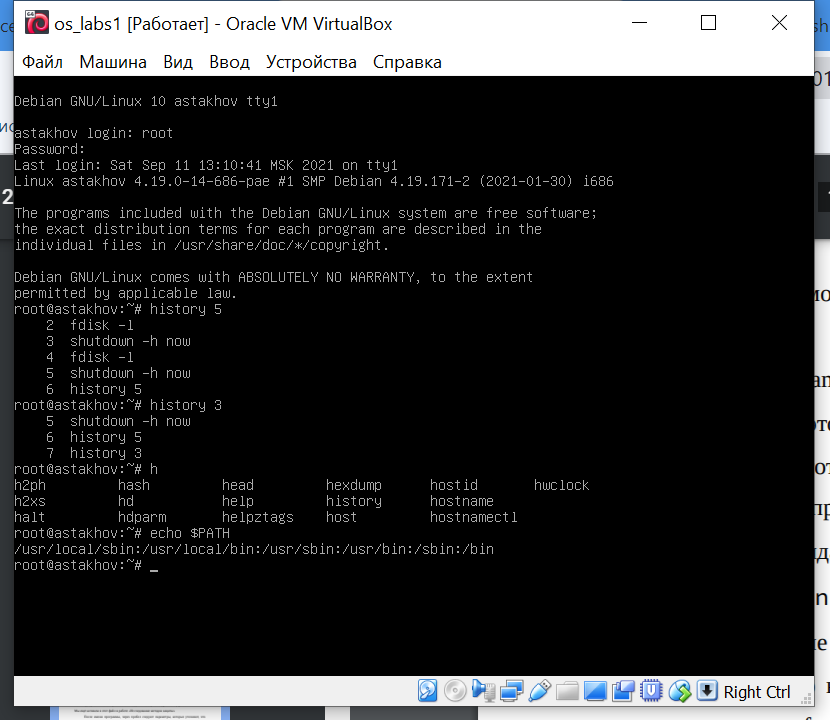 os_labs1 [Работает] - Oracle VM VirtualBox
Файл Машина Вид Ввод Устройства Справка
Debian GNU/Linux 10 astakhov tty1
astakhov login: root
Password:
Last login: Sat Sep 11 13:10:41 MSK 2021 on tty1
Linux astakhov 4.19.0-14-686-pae #1 SMP Debian 4.19.171-2 (2021-01-30) i686
The programs included with the Debian GNU/Linux system are free software;
the exact distribution terms for each program are described in the
individual files in /usr/share/doc/*/copyright.
Debian GNU/Linux comes with ABSOLUTELY NO WARRANTY, to the extent
permitted by applicable law.
root@astakhov:~# history 5
2 fdisk -l
3 shutdown -h now
4 fdisk -l
5 shutdown -h now
6 history 5
root@astakhov:~# history 3
5 shutdown -h now
6 history 5
7 history 3
root@astakhov:~# h
h2ph hash head hexdump hostid hwclock
h2xs hd help history hostname
halt hdparm helpztags host hostnamectl
root@astakhov:~# echo $PATH
/usr/local/sbin:/usr/local/bin:/usr/sbin:/usr/bin:/sbin:/bin
root@astakhov:~# _
Right Ctrl